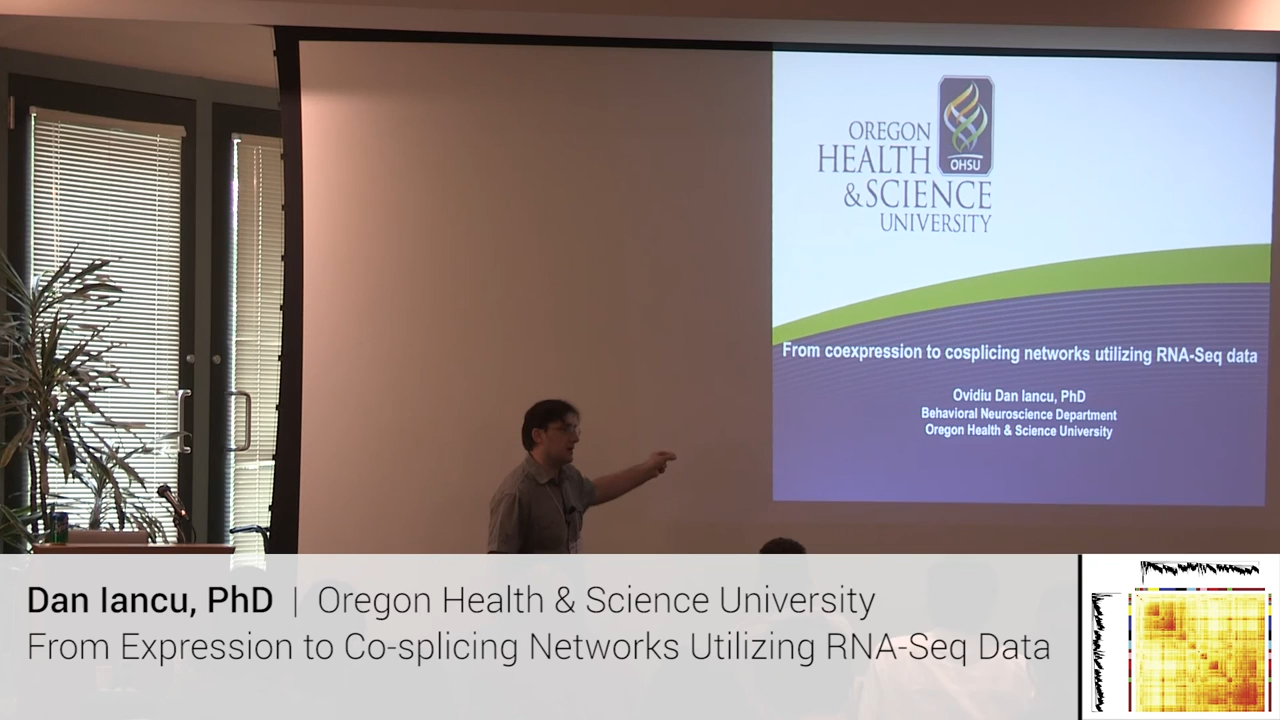 OREGON
HEALTH
&SCIENCE
UNIVERSITY
OHSU
From coexpression to cosplicing networks utilizing RNA-Seq data
Ovidiu Dan Iancu, PhD
Behavioral Neuroscience Department
Oregon Health & Science University
Dan Iancu, PhD | Oregon Health & Science University
From Expression to Co-splicing Networks Utilizing RNA-Seq Data